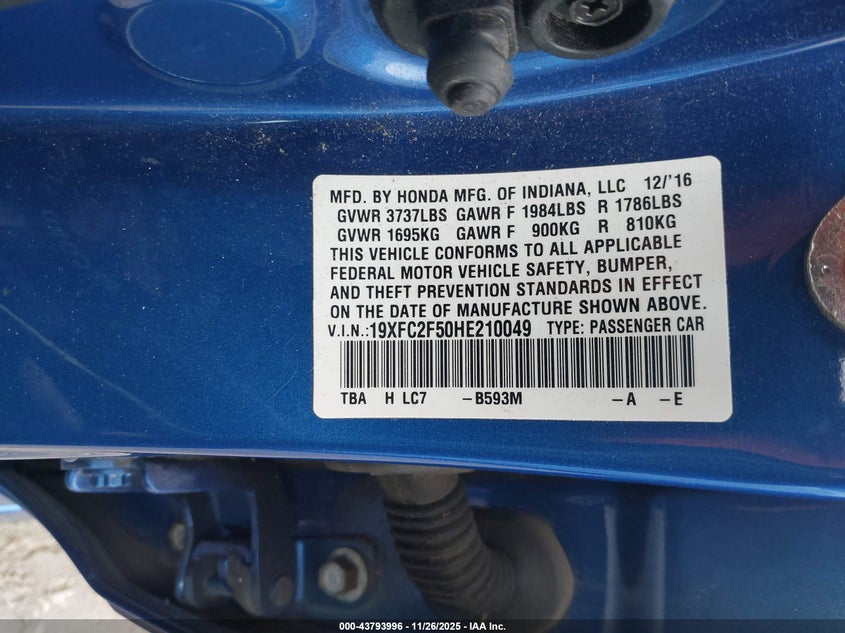 MFD. BY HONDA MFG. OF INDIANA, LLC 12/'16
GVWR 3737LBS GAWR F 1984LBS R 1786LBS
GVWR 1695KG GAWR F 900KG R 810KG
THIS VEHICLE CONFORMS TO ALL APPLICABLE
FEDERAL MOTOR VEHICLE SAFETY, BUMPER,
AND THEFT PREVENTION STANDARDS IN EFFECT
ON THE DATE OF MANUFACTURE SHOWN ABOVE.
V.I.N.:19XFC2F50HE210049 TYPE: PASSENGER CAR
TBA H LC7 -B593M -A -E
000-43793996 - 11/26/2025 - IAA Inc.